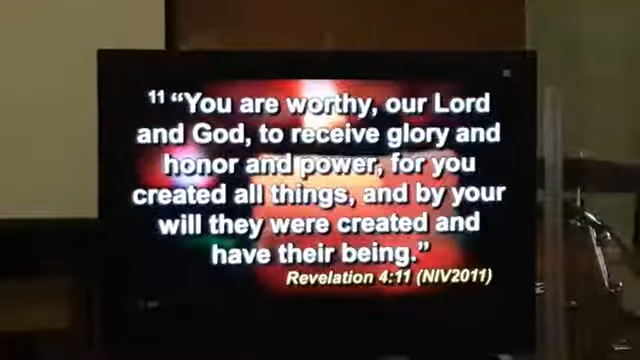 11 “You are worthy, our Lord
and God, to receive glory and
honor and power, for you
created all things, and by your
will they were created and
have their being.”
Revelation 4:11 (NIV2011)